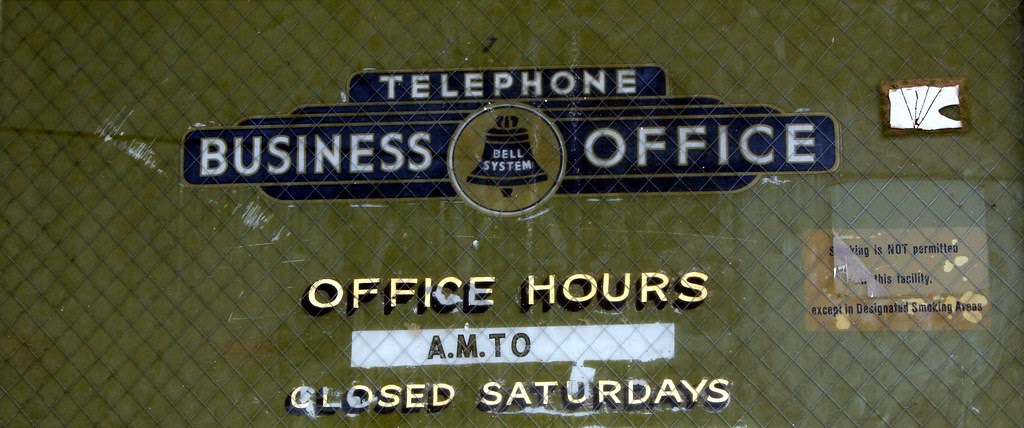 TELEPHONE
BUSINESS OFFICE
BELL
SYSTEM
OFFICE HOURS
A.M. TO
CLOSED SATURDAYS
is NOT permitted
this facility,
except in Designated Smoking Areas